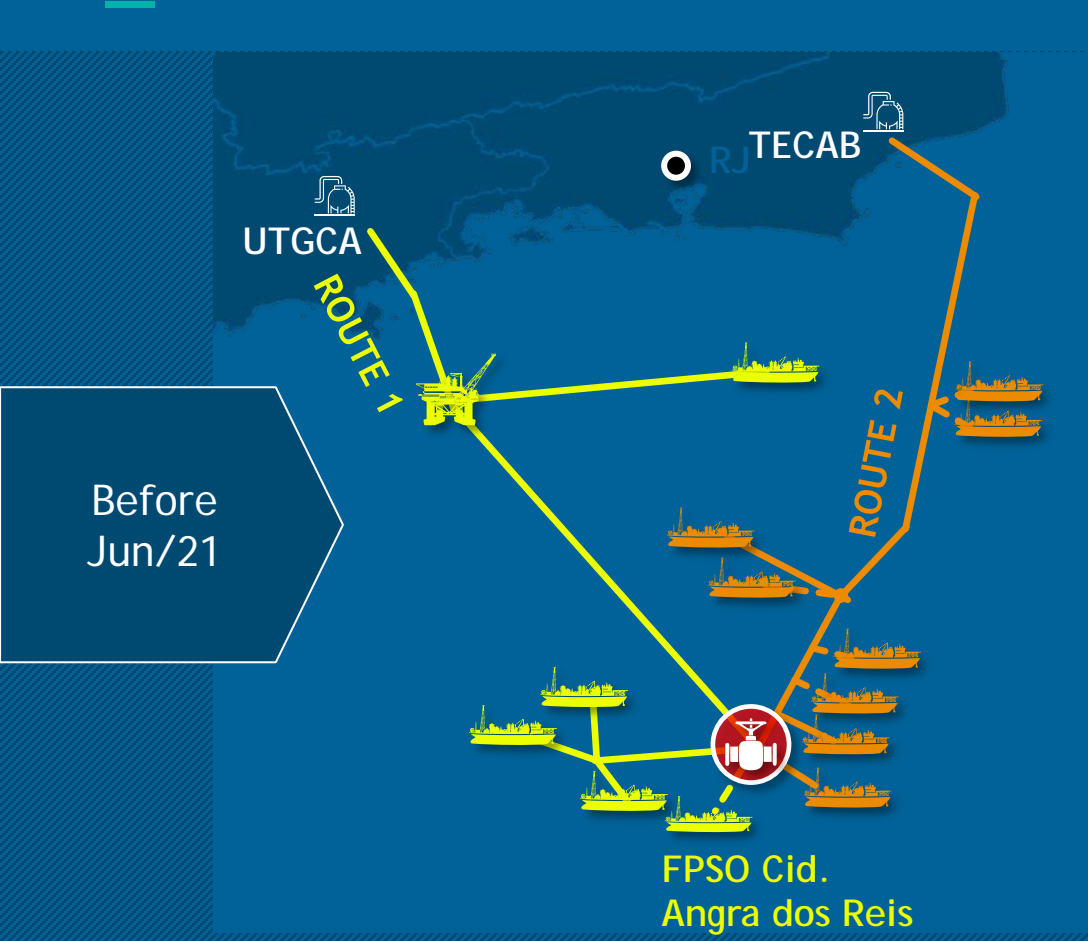 TECAB
RJ
UTGCA
ROUTE 1
ROUTE 2
Before
Jun/21
FPSO Cid.
Angra dos Reis